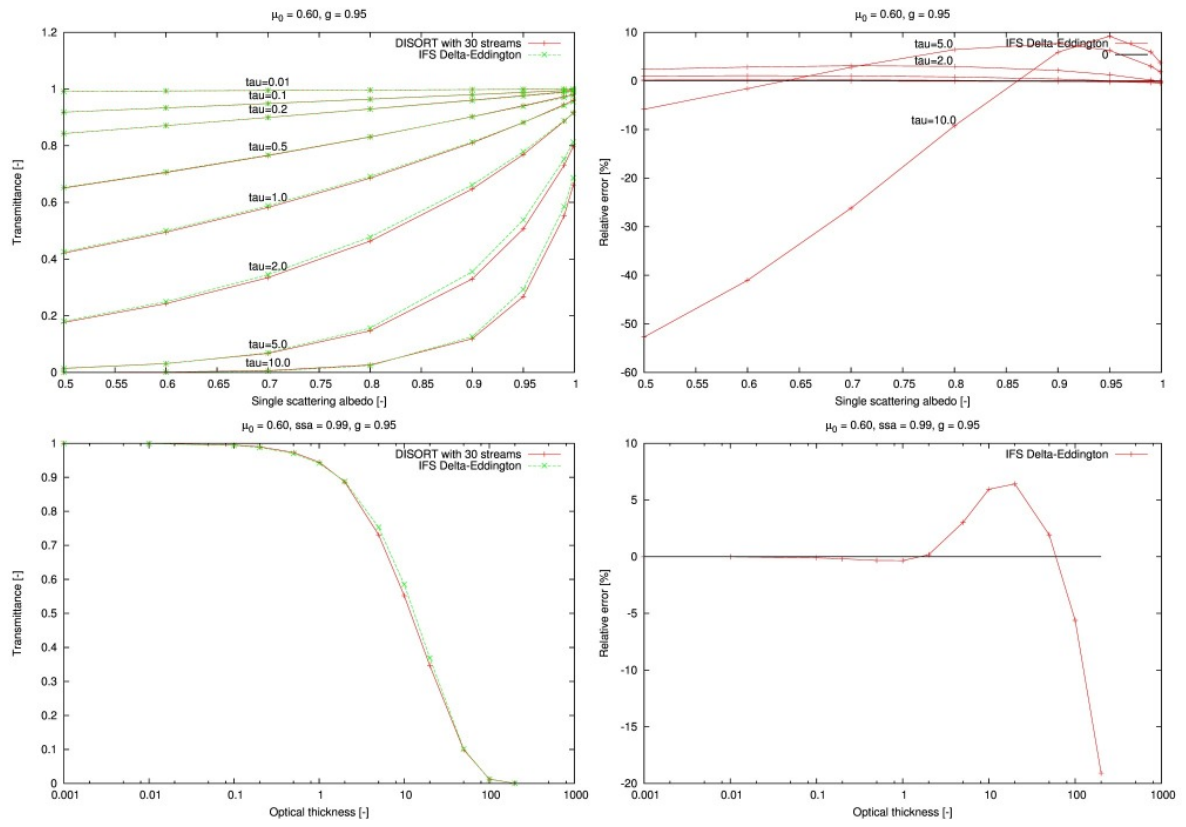 μ0 = 0.60, g = 0.95
DISORT with 30 streams
IFS Delta-Eddington
1.2
1
0.8
0.6
0.4
0.2
0
Transmittance [-]
tau=0.01
tau=0.1
tau=0.2
tau=0.5
tau=1.0
tau=2.0
tau=5.0
tau=10.0
0.5 0.55 0.6 0.65 0.7 0.75 0.8 0.85 0.9 0.95 1
Single scattering albedo [-]
μ0 = 0.60, g = 0.95
IFS Delta-Eddington
0
10
0
-10
-20
-30
-40
-50
-60
Relative error [%]
tau=5.0
tau=2.0
tau=10.0
0.5 0.55 0.6 0.65 0.7 0.75 0.8 0.85 0.9 0.95 1
Single scattering albedo [-]
μ0 = 0.60, ssa = 0.99, g = 0.95
DISORT with 30 streams
IFS Delta-Eddington
1
0.9
0.8
0.7
0.6
0.5
0.4
0.3
0.2
0.1
0
Transmittance [-]
0.001 0.01 0.1 1 10 100 1000
Optical thickness [-]
μ0 = 0.60, ssa = 0.99, g = 0.95
IFS Delta-Eddington
10
5
0
-5
-10
-15
-20
Relative error [%]
0.001 0.01 0.1 1 10 100 1000
Optical thickness [-]